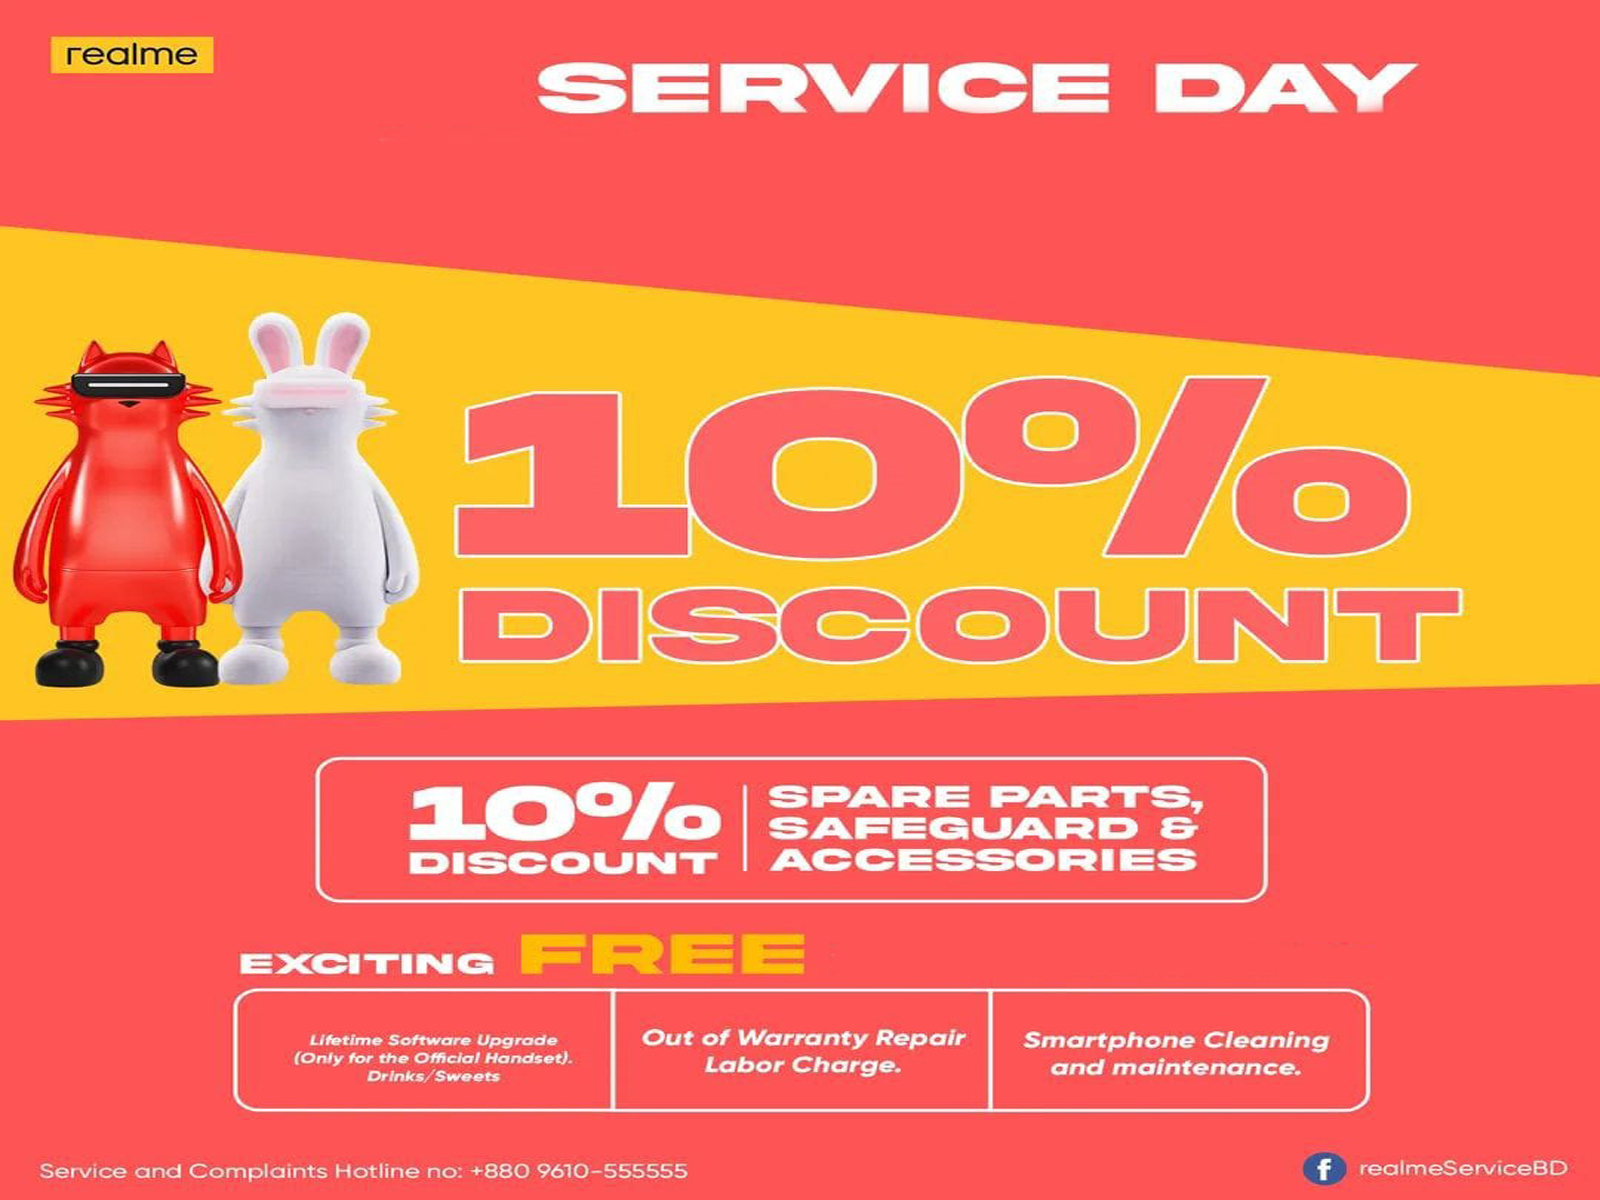 realme
SERVICE DAY
10%
DISCOUNT
10%
DISCOUNT
SPARE PARTS,
SAFEGUARD &
ACCESSORIES
EXCITING FREE
Lifetime Software Upgrade
(Only for the Official Handset).
Drinks/Sweets
Out of Warranty Repair
Labor Charge.
Smartphone Cleaning
and maintenance.
Service and Complaints Hotline no: +880 9610-555555
realmeServiceBD